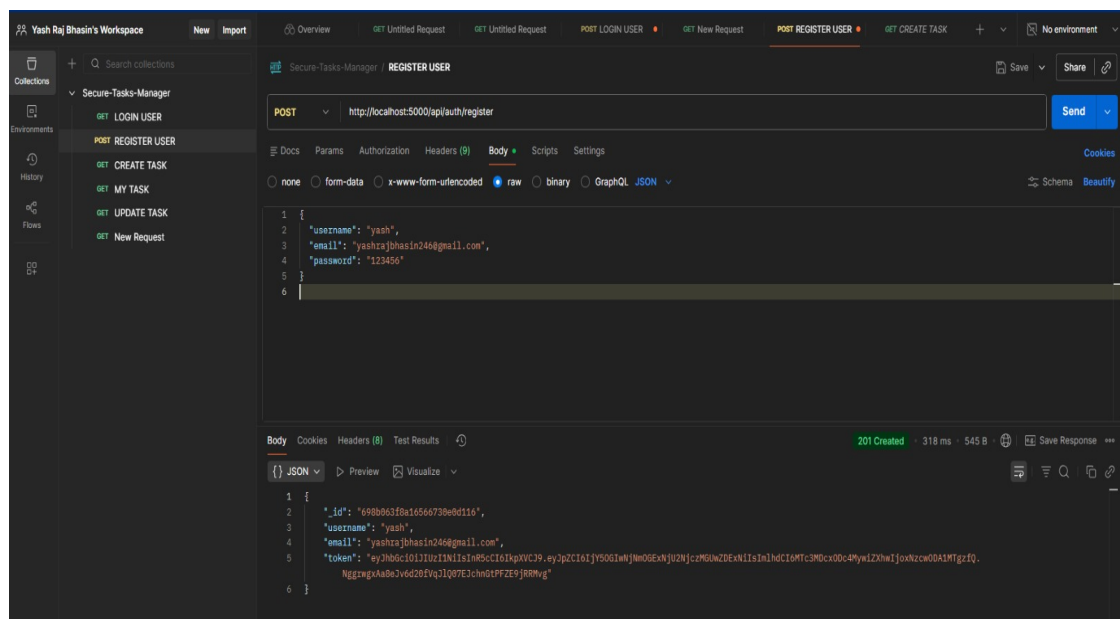 Yash Raj Bhasin's Workspace New Import
Overview GET Untitled Request GET Untitled Request POST LOGIN USER GET New Request POST REGISTER USER GET CREATE TASK No environment
Collections
Environments
History
Flows
Search collections
Secure-Tasks-Manager
GET LOGIN USER
POST REGISTER USER
GET CREATE TASK
GET MY TASK
GET UPDATE TASK
GET New Request
Secure-Tasks-Manager / REGISTER USER Save Share
POST http://localhost:5000/api/auth/register Send
Docs Params Authorization Headers (9) Body Scripts Settings Cookies
none form-data x-www-form-urlencoded raw binary GraphQL JSON Schema Beautify
1 {
2 "username": "yash",
3 "email": "yashrajbhasin246@gmail.com",
4 "password": "123456"
5 }
6
Body Cookies Headers (8) Test Results 201 Created 318 ms 545 B Save Response
{} JSON Preview Visualize
1 {
2 "_id": "698b063f8a16566730e0d116",
3 "username": "yash",
4 "email": "yashrajbhasin246@gmail.com",
5 "token":
6 }